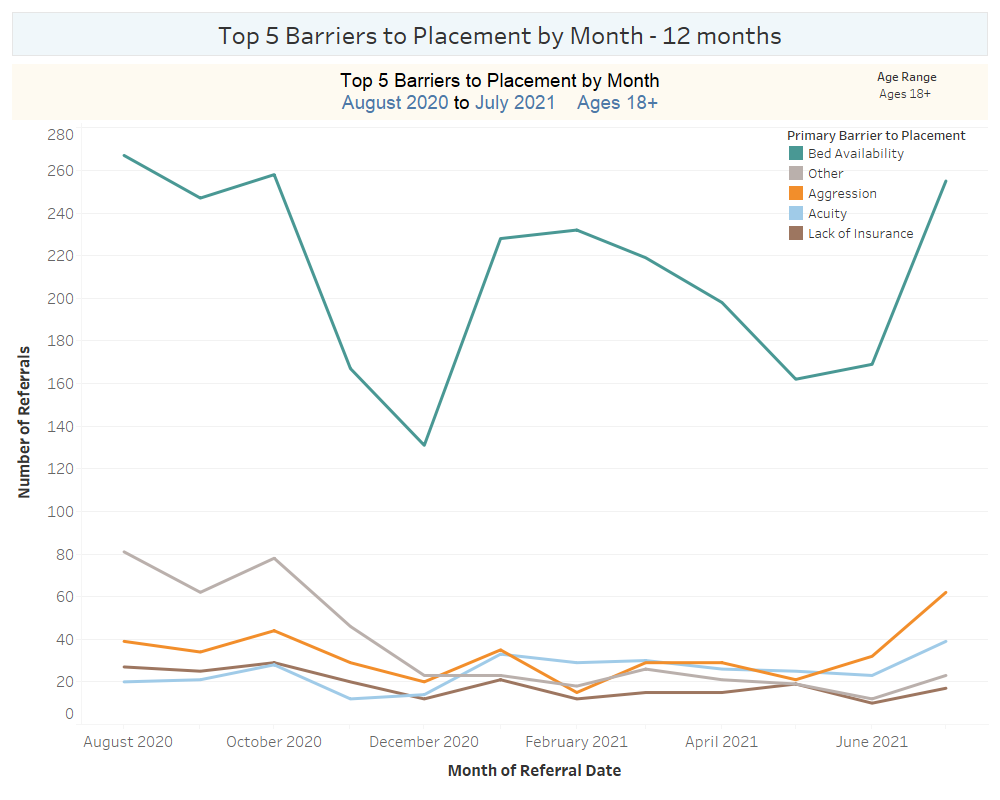 Top 5 Barriers to Placement by Month - 12 months
Top 5 Barriers to Placement by Month
August 2020 to July 2021 Ages 18+
Age Range
Ages 18+
Primary Barrier to Placement
Bed Availability
Other
Aggression
Acuity
Lack of Insurance
Number of Referrals
280
260
240
220
200
180
160
140
120
100
80
60
40
20
0
August 2020 October 2020 December 2020 February 2021 April 2021 June 2021
Month of Referral Date